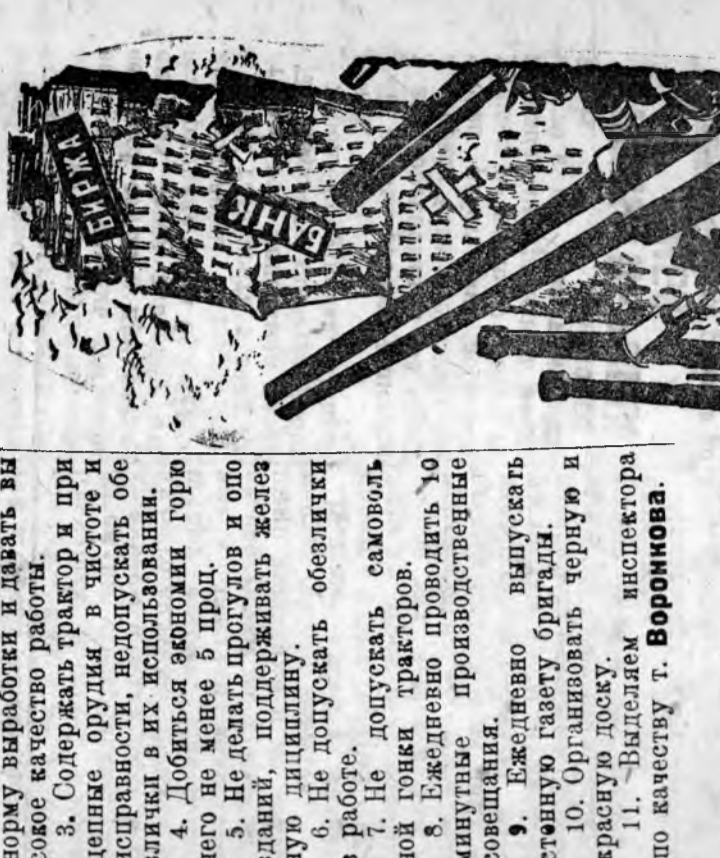 БИРЖА
БАНК
норму выработки и давать вы
сокое качество работы.
3. Содержать трактор и при
цепные орудия в чистоте и
исправности, недопускать обе
злички в их использовании.
4. Добиться экономии горю
чего не менее 5 проц.
5. Не делать прогулов и опо
зданий, поддерживать желез
ную дициплину.
6. Не допускать обезлички
в работе.
7. Не допускать самоволь
ной гонки тракторов.
8. Ежедневно проводить 10
минутные производственные
совещания.
9. Ежедневно выпускать
стенную газету бригады.
10. Организовать черную и
красную доску.
11. Выделяем инспектора
по качеству т. Воронкова.